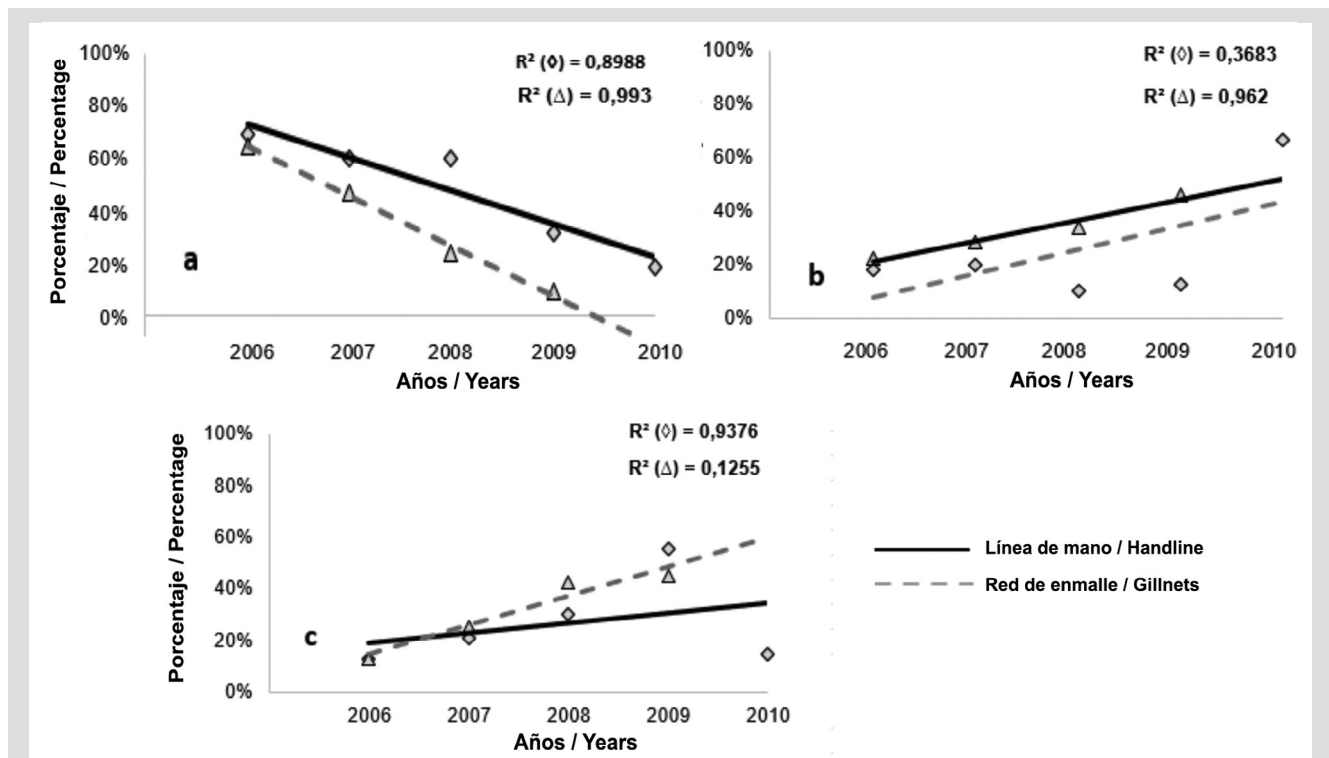 100%
80%
60%
40%
20%
0%
Porcentaje / Percentage
R² (◊) = 0,8988
R² (Δ) = 0,993
a
2006 2007 2008 2009 2010
Años / Years
100%
80%
60%
40%
20%
0%
R² (◊) = 0,3683
R² (Δ) = 0,962
b
2006 2007 2008 2009 2010
Años / Years
100%
80%
60%
40%
20%
0%
Porcentaje / Percentage
R² (◊) = 0,9376
R² (Δ) = 0,1255
c
2006 2007 2008 2009 2010
Años / Years
Línea de mano / Handline
Red de enmalle / Gillnets